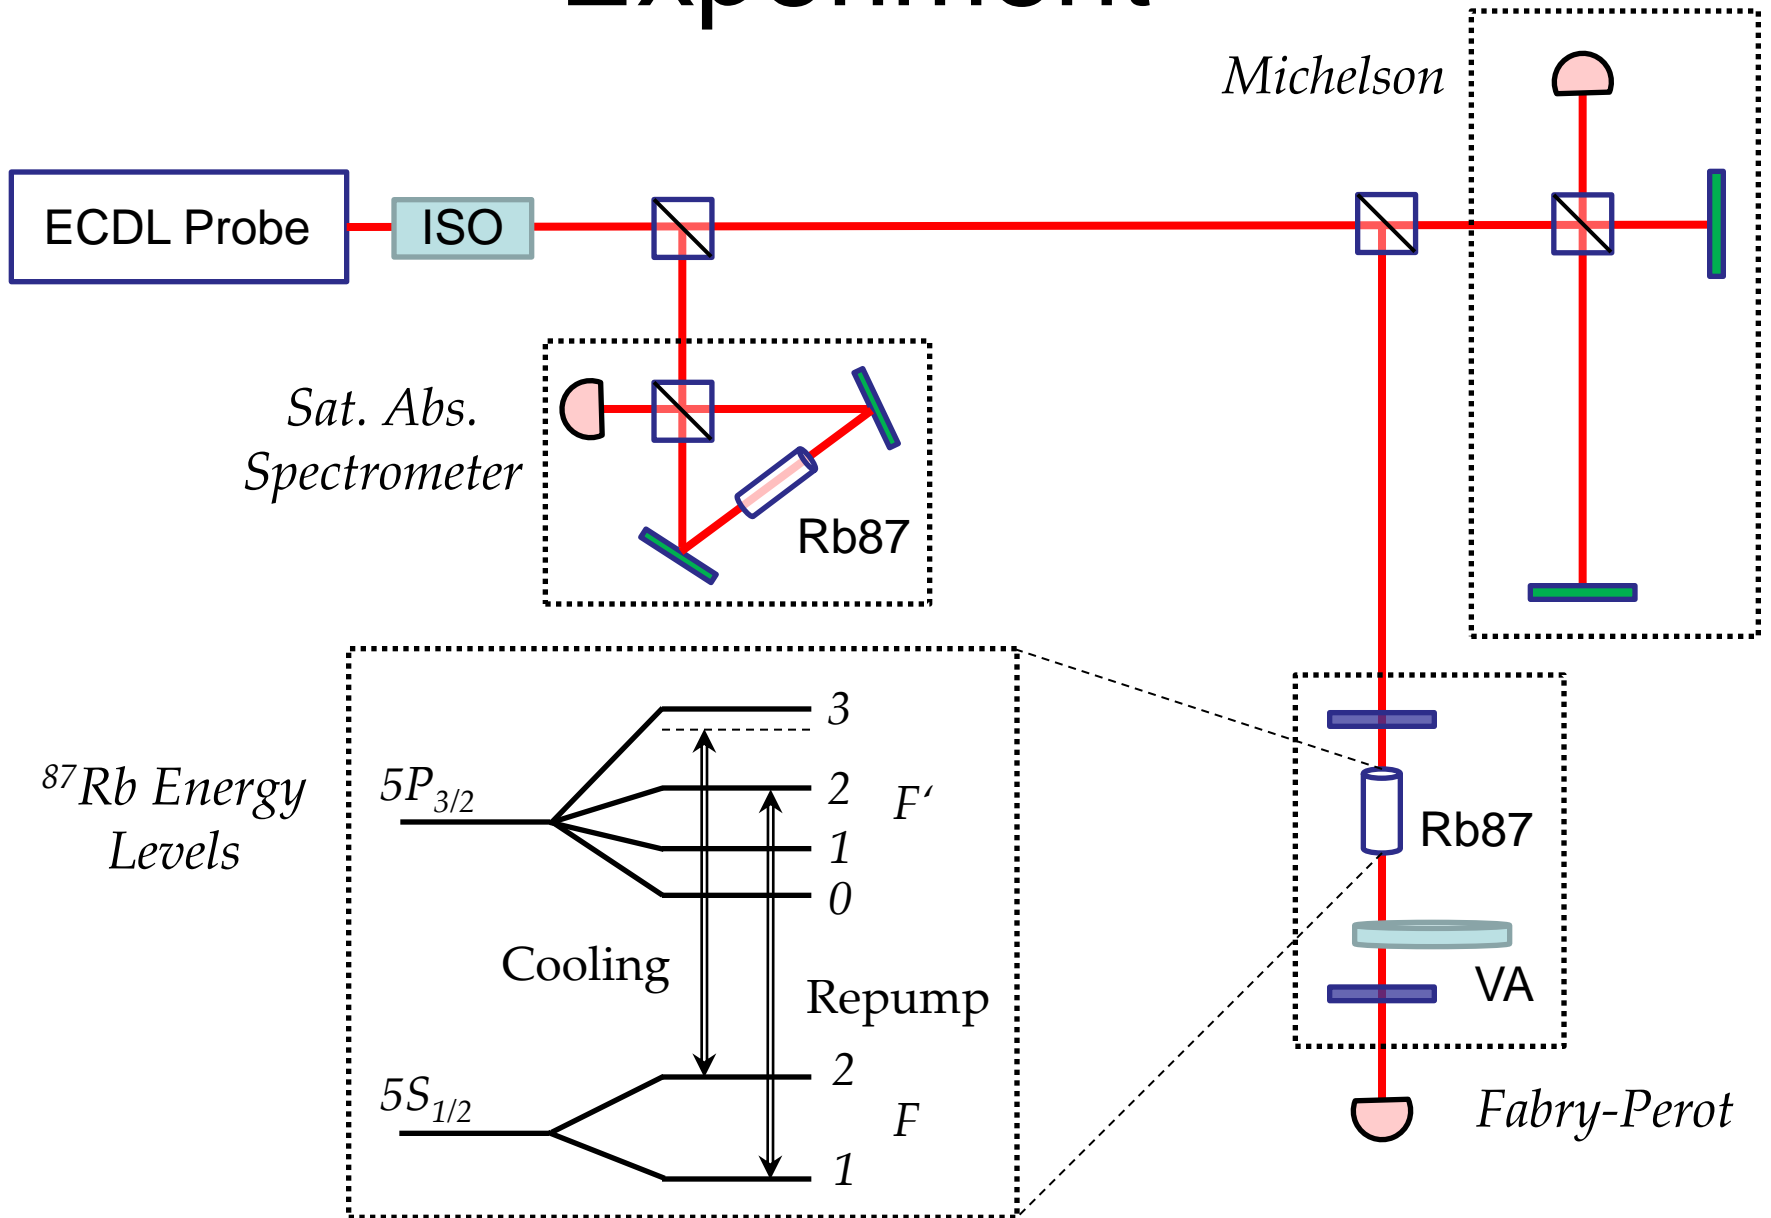 Experiment
Michelson
ECDL Probe
ISO
Sat. Abs.
Spectrometer
Rb87
⁸⁷Rb Energy
Levels
5P₃/₂
3
2
1
0
F‘
Cooling
Repump
5S₁/₂
2
1
F
Rb87
VA
Fabry-Perot